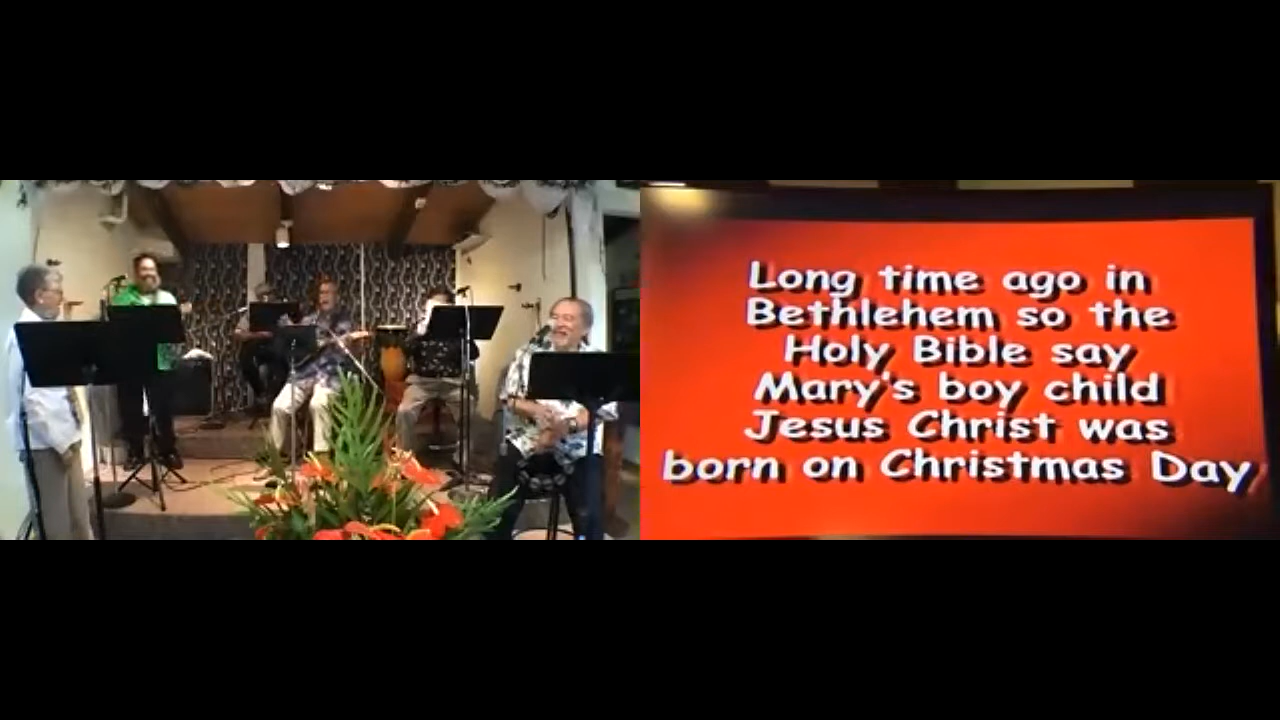 Long time ago in
Bethlehem so the
Holy Bible say
Mary's boy child
Jesus Christ was
born on Christmas Day